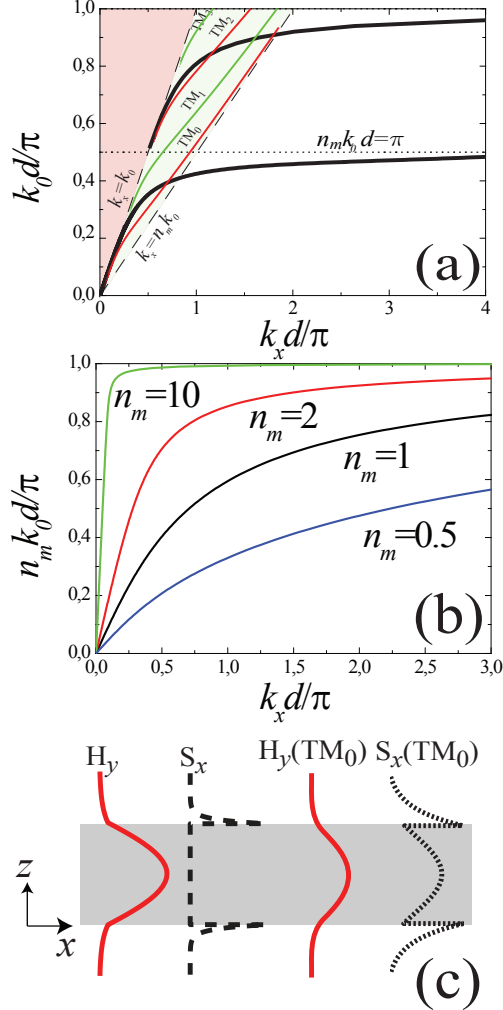 1,0
0,8
0,6
0,4
0,2
0,0
k₀d/π
TM₃
TM₂
TM₁
TM₀
kₓ=k₀
kₓ=nₘk₀
nₘk₀d=π
(a)
0 1 2 3 4
kₓd/π
1,0
0,8
0,6
0,4
0,2
0,0
nₘk₀d/π
nₘ=10
nₘ=2
nₘ=1
nₘ=0.5
(b)
0,0 0,5 1,0 1,5 2,0 2,5 3,0
kₓd/π
Hy Sₓ Hy(TM₀) Sₓ(TM₀)
z
x
(c)